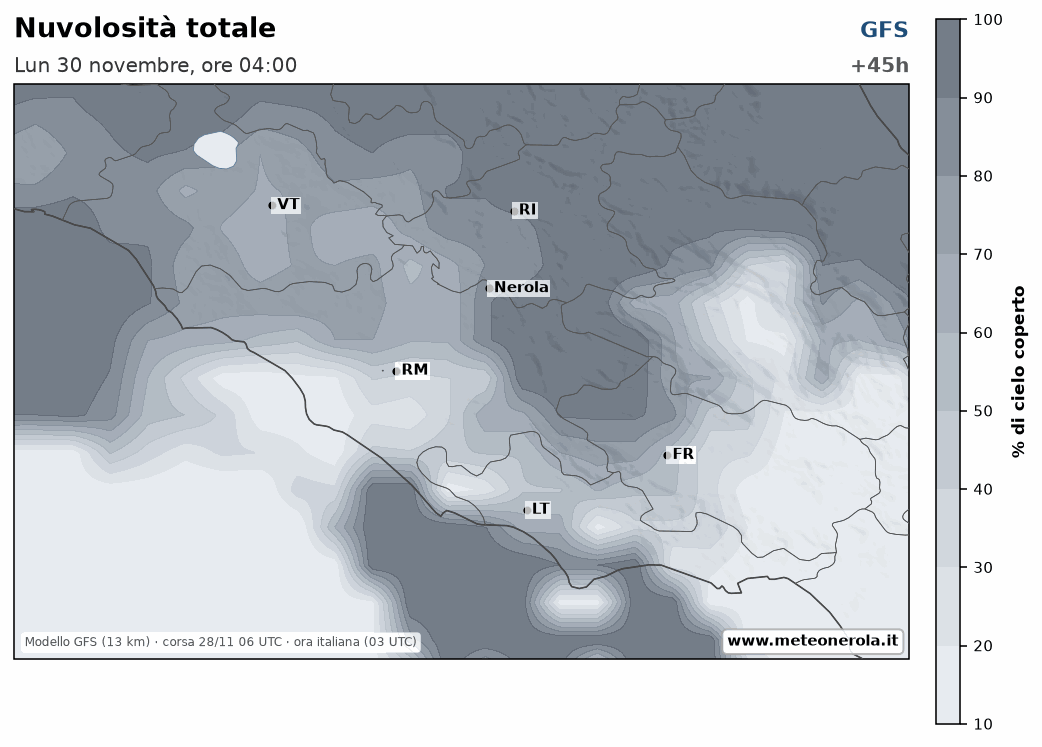 Nuvolosità totale
GFS
Lun 30 novembre, ore 04:00
+45h
VT
RI
Nerola
RM
FR
LT
Modello GFS (13 km) · corsa 28/11 06 UTC · ora italiana (03 UTC)
www.meteonerola.it
100
90
80
70
60
50
40
30
20
10
% di cielo coperto